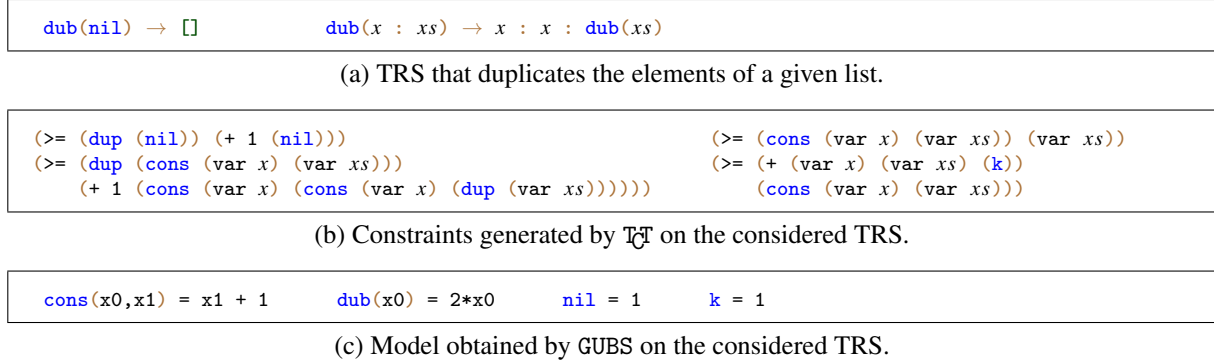 dub(nil) → [] dub(x : xs) → x : x : dub(xs)
(a) TRS that duplicates the elements of a given list.
(>= (dup (nil)) (+ 1 (nil))) (>= (cons (var x) (var xs)) (var xs))
(>= (dup (cons (var x) (var xs))) (>= (+ (var x) (var xs) (k))
(+ 1 (cons (var x) (cons (var x) (dup (var xs)))))) (cons (var x) (var xs)))
(b) Constraints generated by TCT on the considered TRS.
cons(x0,x1) = x1 + 1 dub(x0) = 2*x0 nil = 1 k = 1
(c) Model obtained by GUBS on the considered TRS.